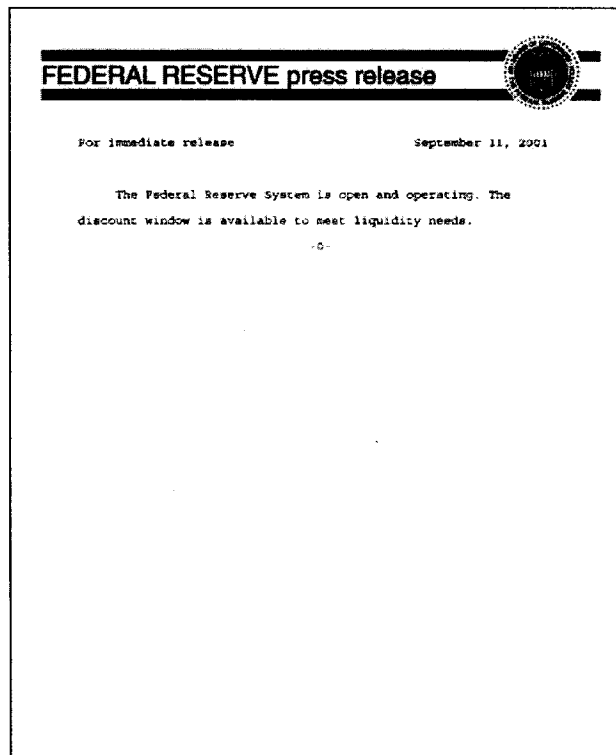 FEDERAL RESERVE press release
For immediate release September 11, 2001
The Federal Reserve System is open and operating. The
discount window is available to meet liquidity needs.
-0-